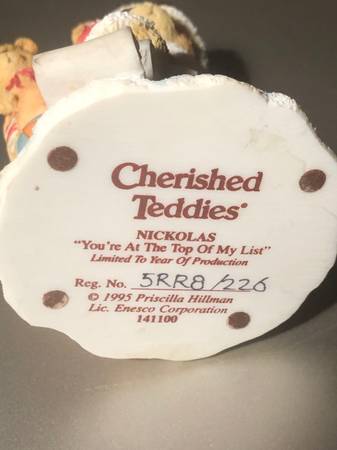 Cherished
Teddies®
NICKOLAS
"You're At The Top Of My List"
Limited To Year Of Production
Reg. No. 5RR8/226
© 1995 Priscilla Hillman
Lic. Enesco Corporation
141100